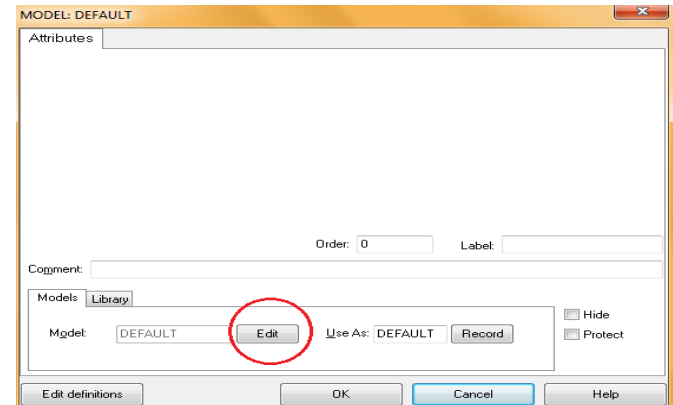 MODEL: DEFAULT
Attributes
Order: 0 Label:
Comment:
Models Library
Model: DEFAULT Edit Use As: DEFAULT Record
Hide
Protect
Edit definitions OK Cancel Help